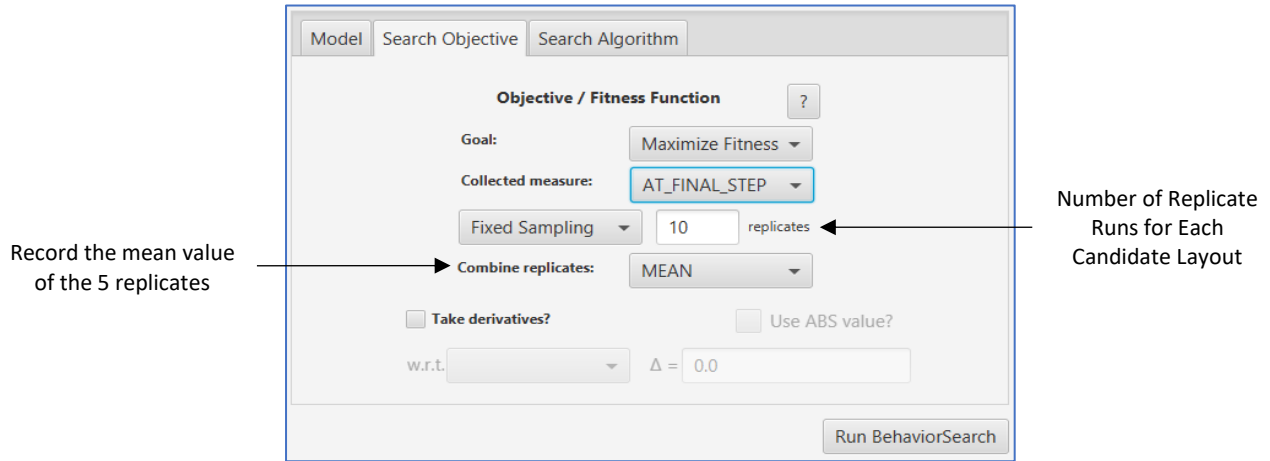 Model Search Objective Search Algorithm
Objective / Fitness Function ?
Goal: Maximize Fitness
Collected measure: AT_FINAL_STEP
Fixed Sampling 10 replicates
Combine replicates: MEAN
Take derivatives? Use ABS value?
w.r.t. Δ = 0.0
Run BehaviorSearch
Record the mean value
of the 5 replicates
Number of Replicate
Runs for Each
Candidate Layout